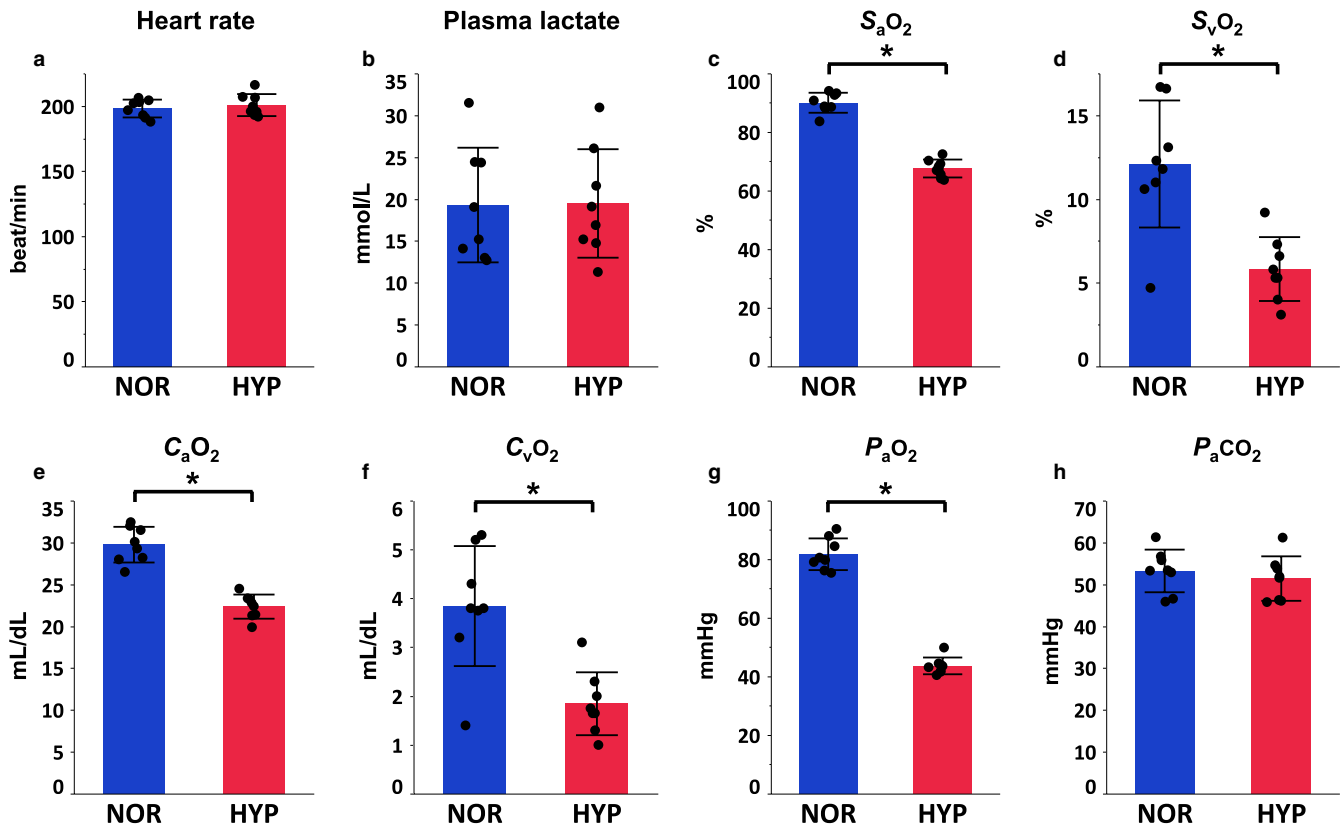 Heart rate
Plasma lactate
SaO2
SvO2
a
b
c
d
*
*
beat/min
200
150
100
50
0
NOR HYP
mmol/L
35
30
25
20
15
10
5
0
NOR HYP
%
100
80
60
40
20
0
NOR HYP
%
15
10
5
0
NOR HYP
CaO2
CvO2
PaO2
PaCO2
e
f
g
h
*
*
*
mL/dL
35
30
25
20
15
10
5
0
NOR HYP
mL/dL
6
5
4
3
2
1
0
NOR HYP
mmHg
100
80
60
40
20
0
NOR HYP
mmHg
70
60
50
40
30
20
10
0
NOR HYP